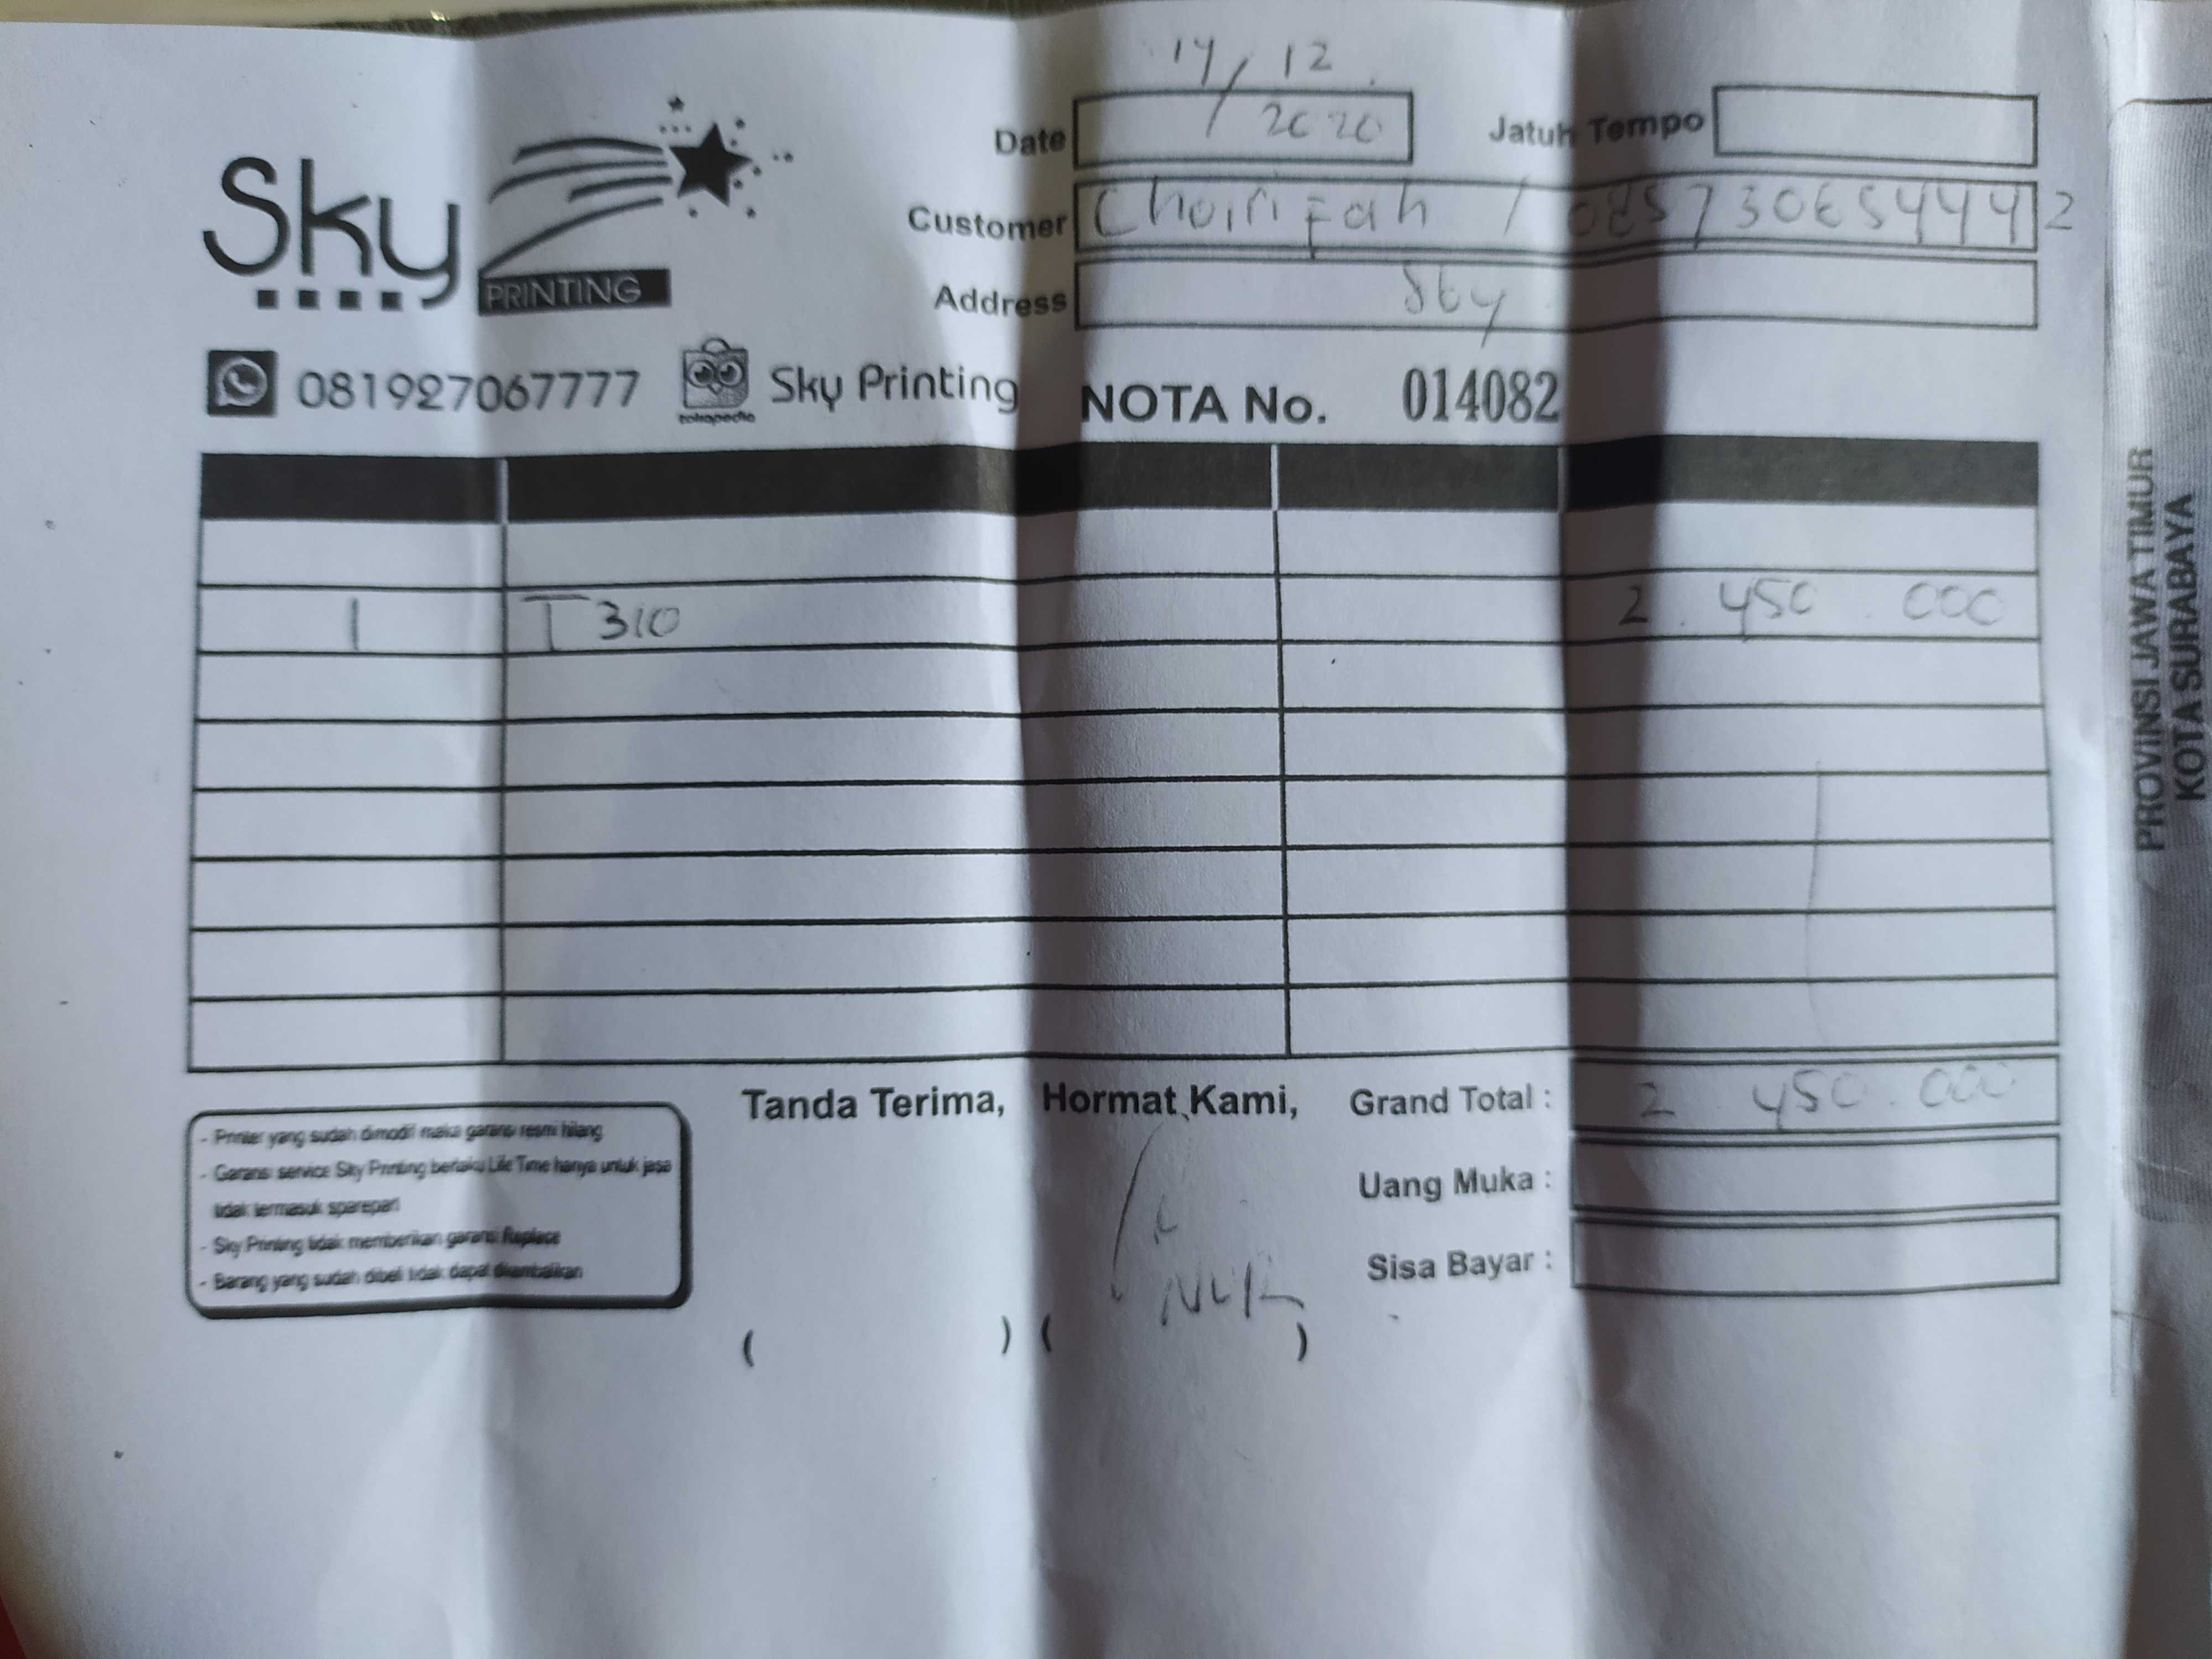 14/12
2020
Date
Jatuh Tempo
Sky
PRINTING
Customer
Choirifah /
Address
Sby
081927067777
tokopedia
Sky Printing
NOTA No. 014082
1 T310 2.450.000
Tanda Terima, Hormat Kami,
Grand Total : 2.450.000
Uang Muka :
Sisa Bayar :
- Printer yang sudah dimodif maka garansi resmi hilang
- Garansi service Sky Printing berlaku Life Time hanya untuk jasa
tidak termasuk sparepart
- Sky Printing tidak memberikan garansi Replace
- Barang yang sudah dibeli tidak dapat dikembalikan
( ) ( )
PROVINSI JAWA TIMUR
KOTA SURABAYA